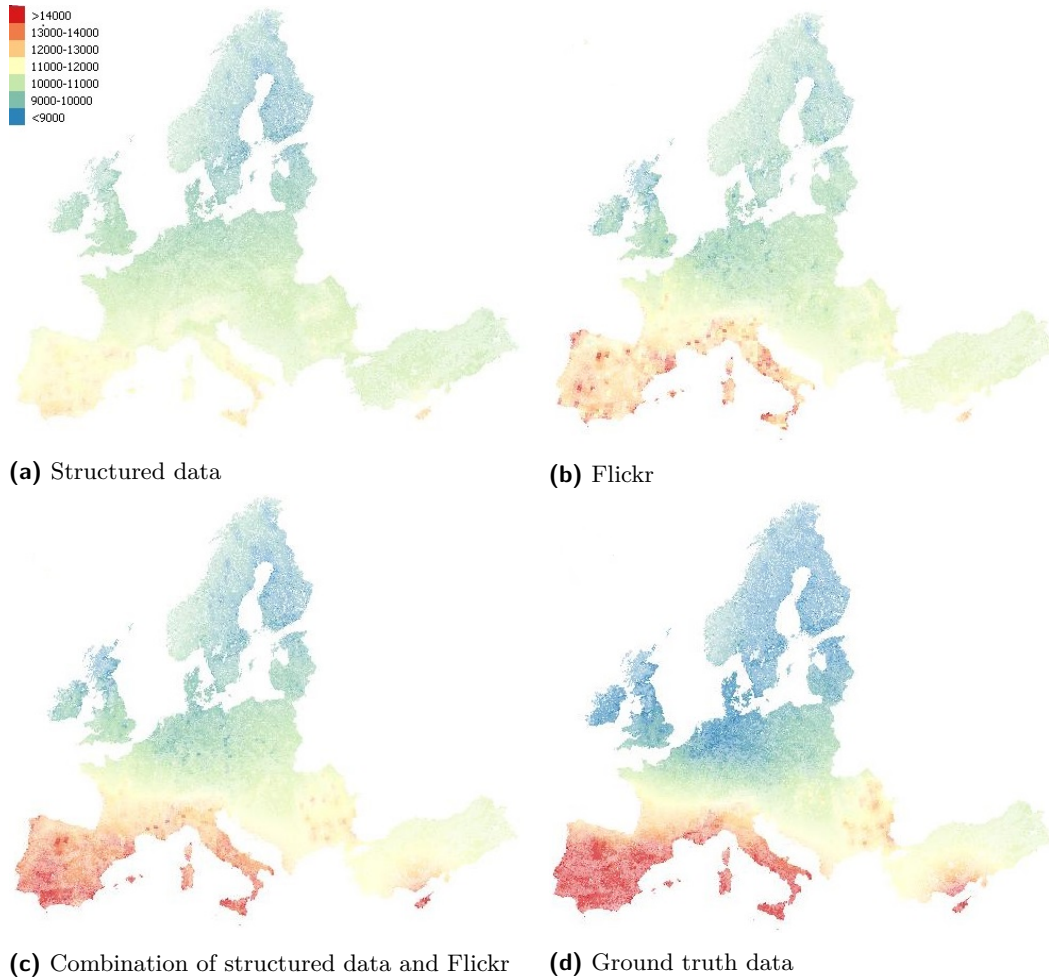 >14000
13000-14000
12000-13000
11000-12000
10000-11000
9000-10000
<9000
(a) Structured data
(b) Flickr
(c) Combination of structured data and Flickr
(d) Ground truth data